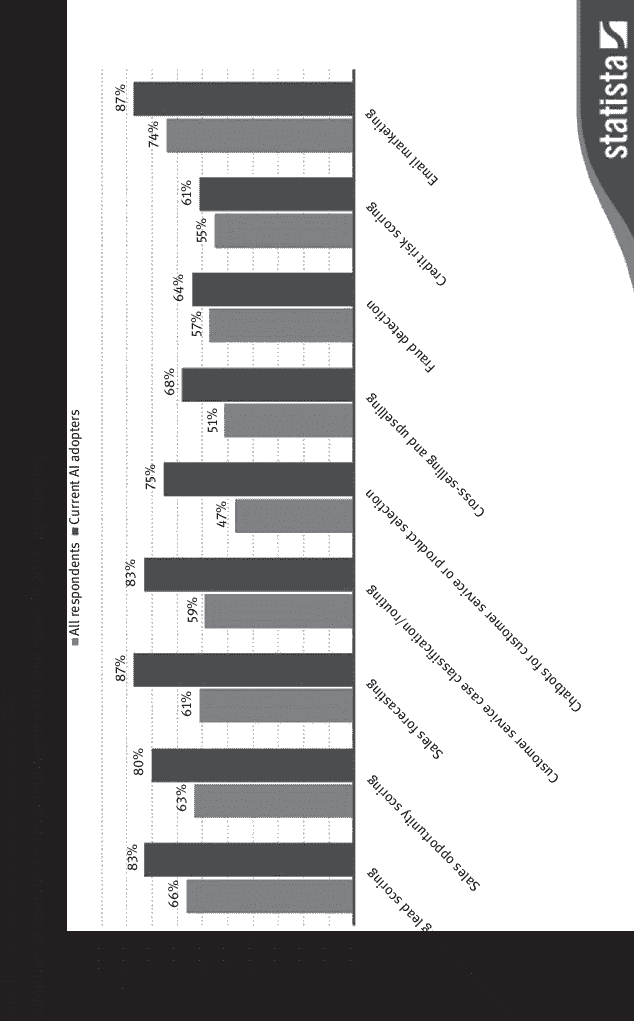 All respondents Current AI adopters
66%
83%
63%
80%
61%
87%
59%
83%
47%
75%
51%
68%
57%
64%
55%
61%
74%
87%
g lead scoring
Sales opportunity scoring
Sales forecasting
Customer service case classification/routing
Chatbots for customer service or product selection
Cross-selling and upselling
Fraud detection
Credit risk scoring
Email marketing
statista